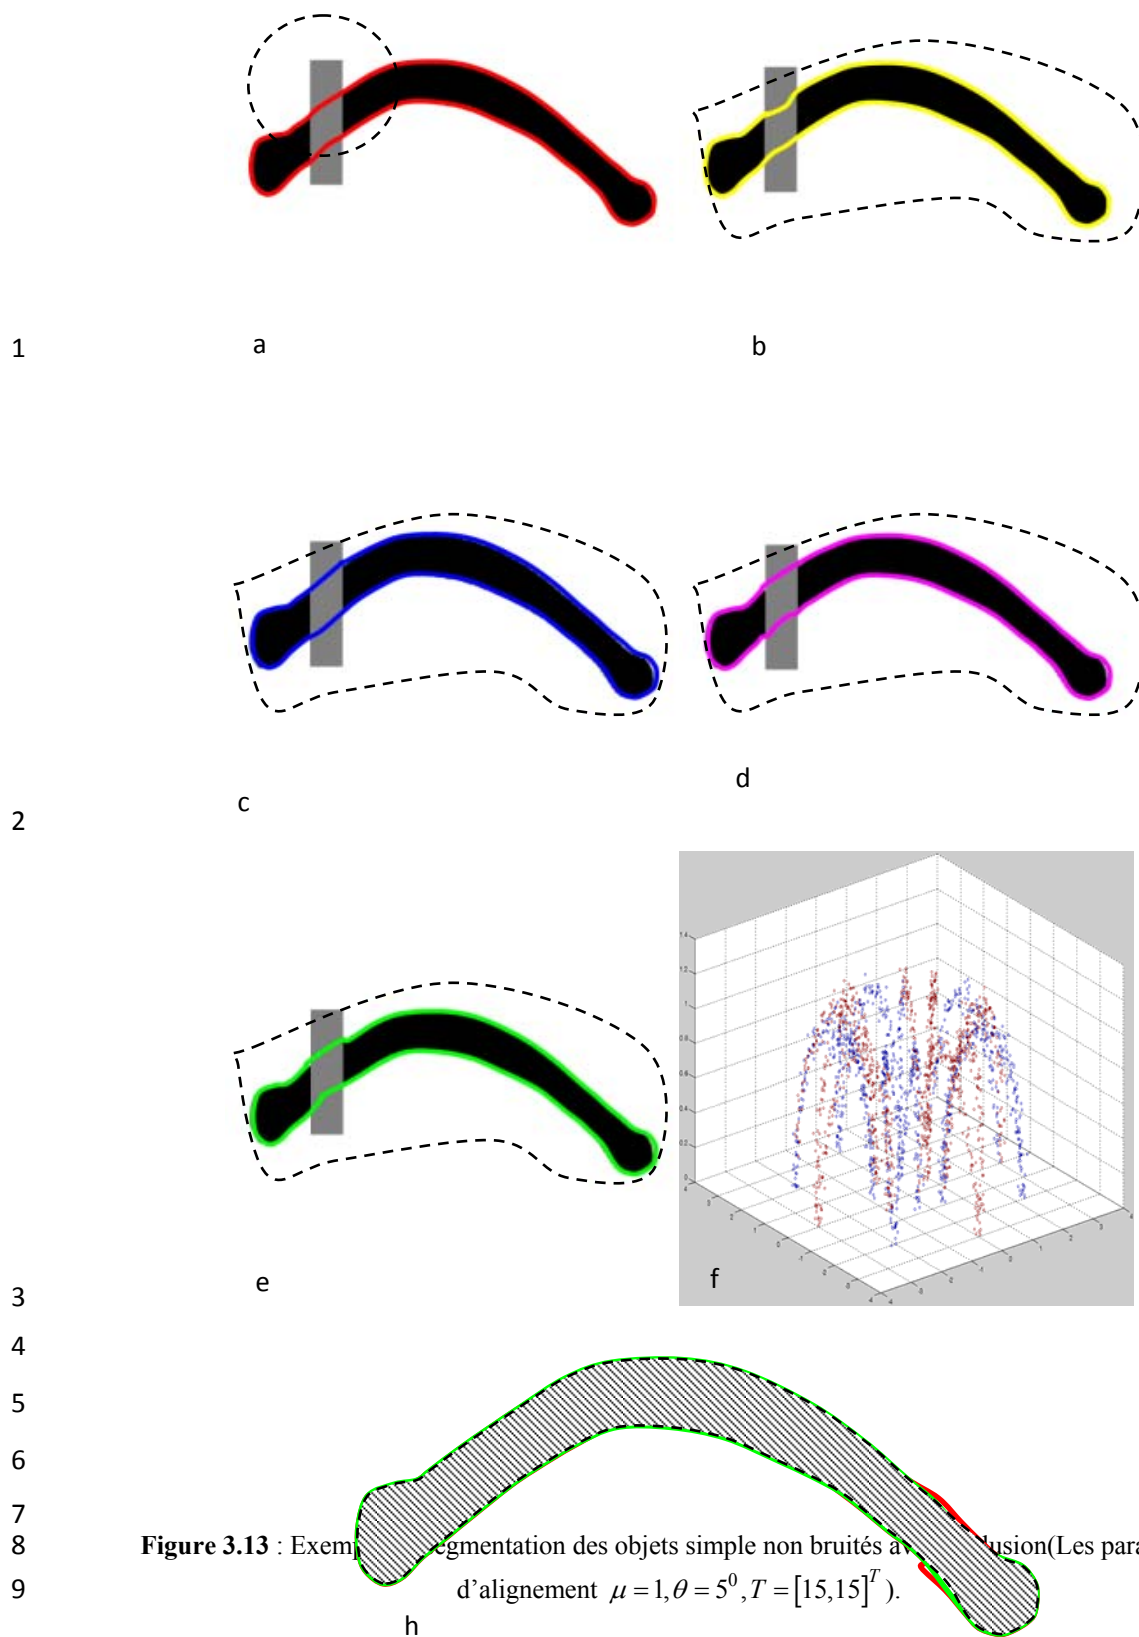 1
a
b
2
c
d
3
e
f
4
5
6
7
8 Figure 3.13 : Exem segmentation des objets simple non bruités av lusion(Les para
9 d'alignement μ = 1, θ = 5⁰, T = [15,15]ᵀ ).
h